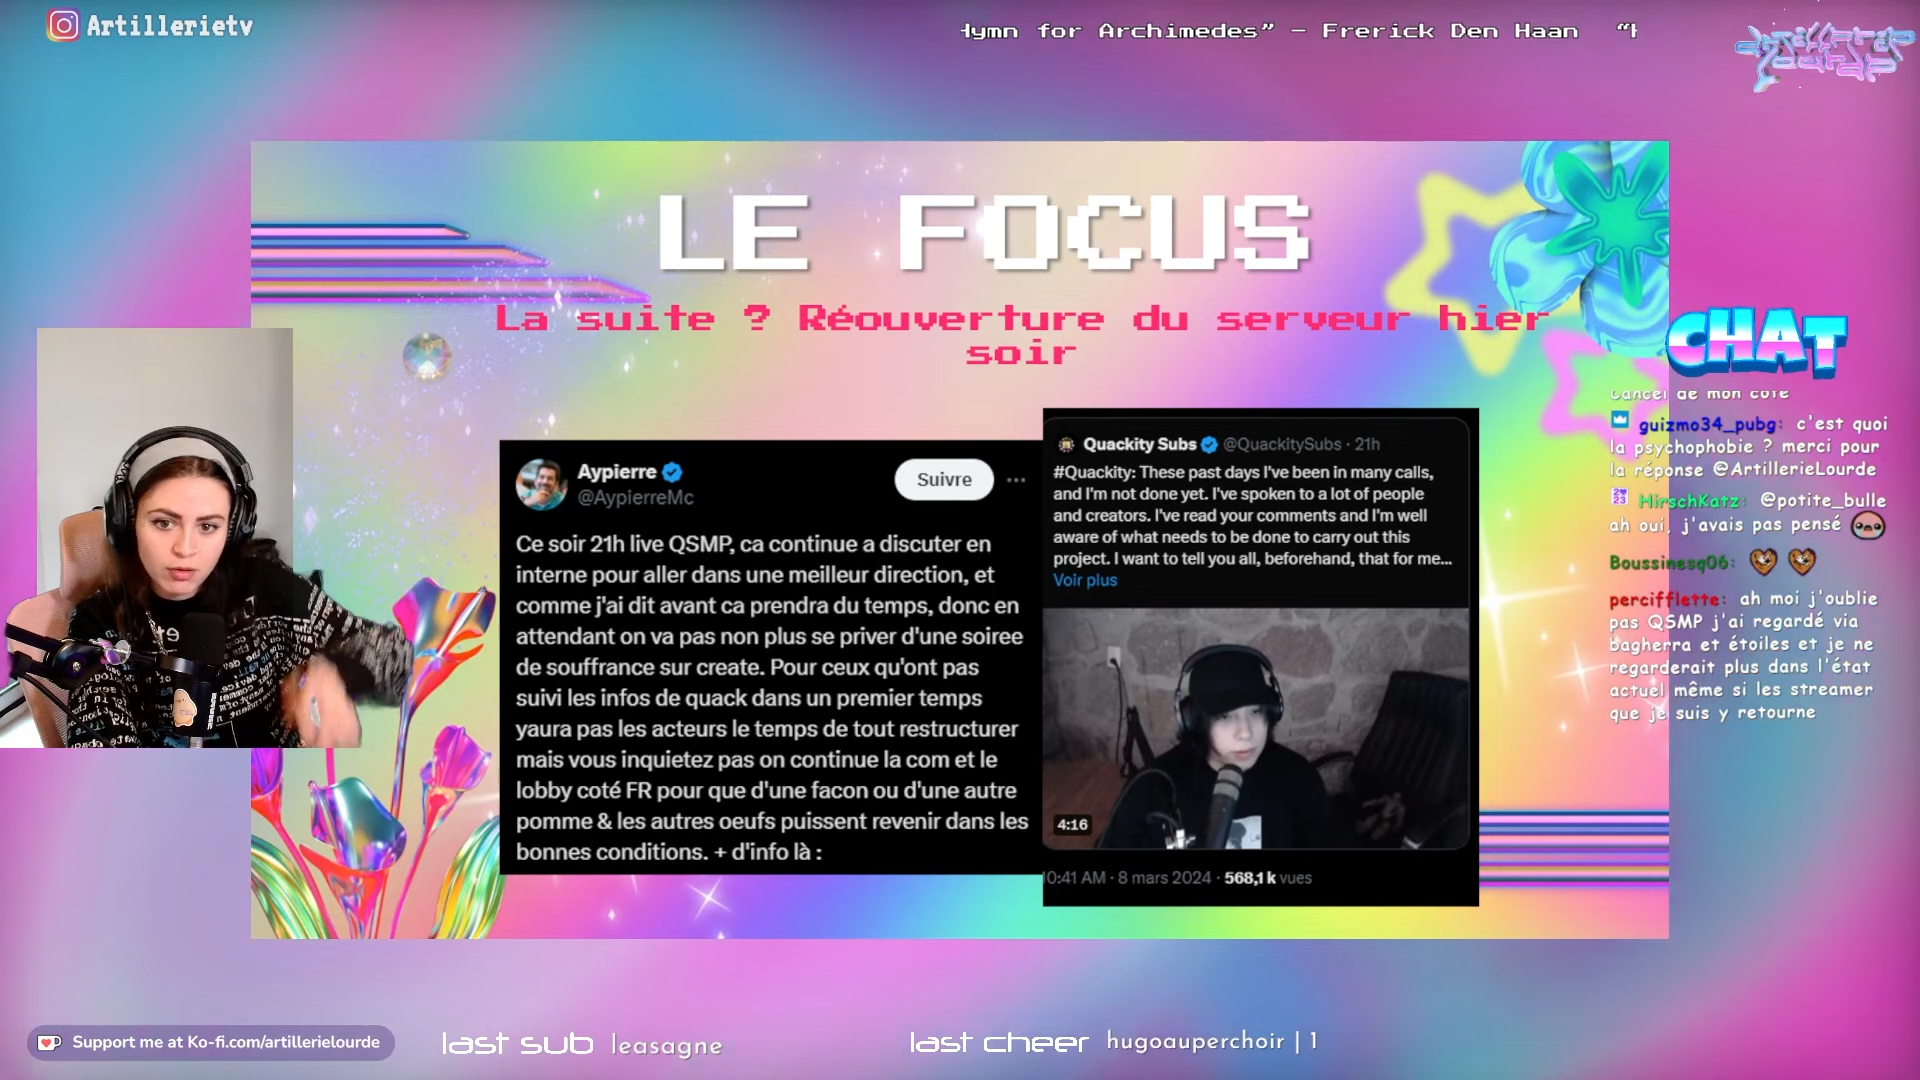 Artillerietv
Hymn for Archimedes” – Frerick Den Haan
LE FOCUS
La suite ? Réouverture du serveur hier
soir
Aypierre
@AypierreMc
Suivre
Ce soir 21h live QSMP, ca continue a discuter en
interne pour aller dans une meilleur direction, et
comme j'ai dit avant ca prendra du temps, donc en
attendant on va pas non plus se priver d'une soiree
de souffrance sur create. Pour ceux qu'ont pas
suivi les infos de quack dans un premier temps
yaura pas les acteurs le temps de tout restructurer
mais vous inquietez pas on continue la com et le
lobby coté FR pour que d'une facon ou d'une autre
pomme & les autres oeufs puissent revenir dans les
bonnes conditions. + d'info là :
Quackity Subs @QuackitySubs · 21h
#Quackity: These past days I've been in many calls,
and I'm not done yet. I've spoken to a lot of people
and creators. I've read your comments and I'm well
aware of what needs to be done to carry out this
project. I want to tell you all, beforehand, that for me...
Voir plus
4:16
10:41 AM · 8 mars 2024 · 568,1 k vues
CHAT
Cancel de mon coté
guizmo34_pubg: c'est quoi
la psychophobie ? merci pour
la réponse @ArtillerieLourde
HirschKatz: @potite_bulle
ah oui, j'avais pas pensé
Boussinesq06:
percifflette: ah moi j'oublie
pas QSMP j'ai regardé via
bagherra et étoiles et je ne
regarderait plus dans l'état
actuel même si les streamer
que je suis y retourne
Support me at Ko-fi.com/artillerielourde
last sub leasagne
last cheer hugoauperchoir | 1